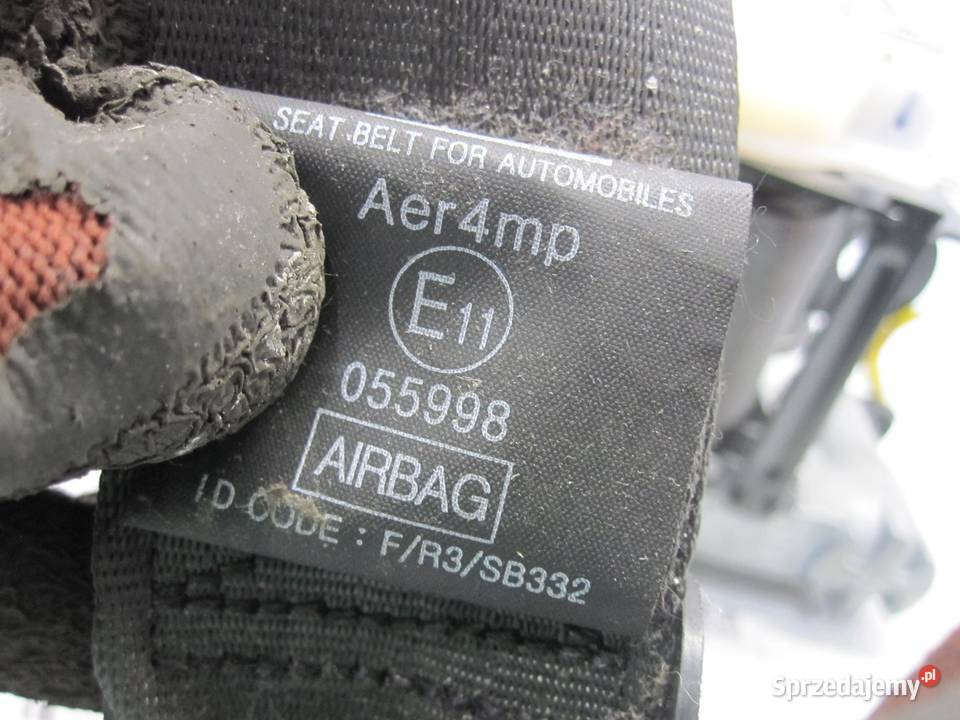 SEAT BELT FOR AUTOMOBILES
Aer4mp
E11
055998
AIRBAG
I D CODE : F/R3/SB332
Sprzedajemy.pl